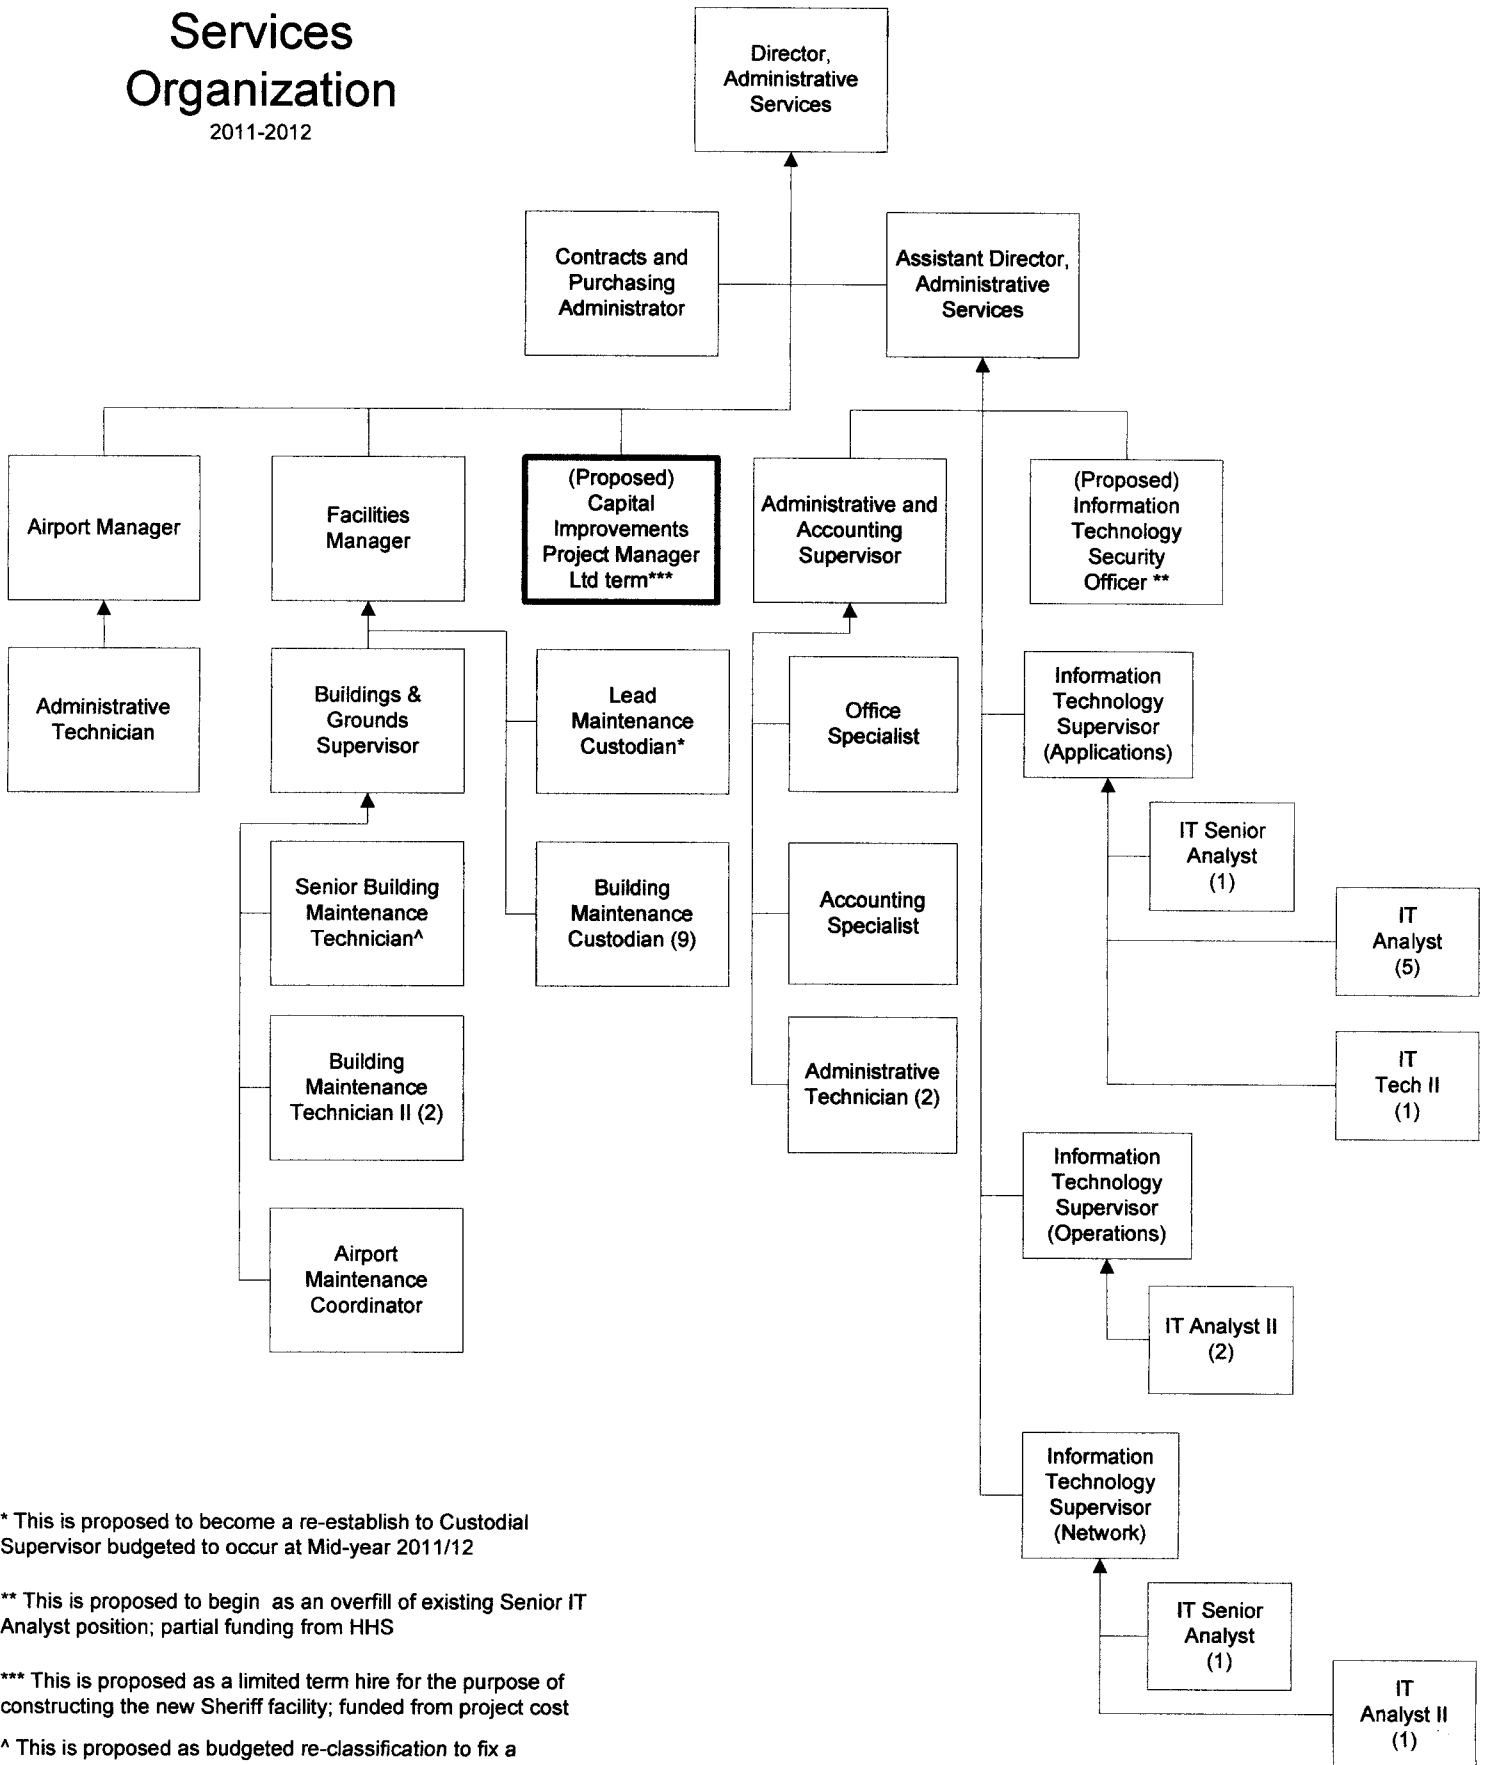 Services
Organization
2011-2012
Director,
Administrative
Services
Contracts and
Purchasing
Administrator
Assistant Director,
Administrative
Services
Airport Manager
Facilities
Manager
(Proposed)
Capital
Improvements
Project Manager
Ltd term***
Administrative and
Accounting
Supervisor
(Proposed)
Information
Technology
Security
Officer **
Administrative
Technician
Buildings &
Grounds
Supervisor
Lead
Maintenance
Custodian*
Office
Specialist
Information
Technology
Supervisor
(Applications)
IT Senior
Analyst
(1)
Senior Building
Maintenance
Technician^
Building
Maintenance
Custodian (9)
Accounting
Specialist
IT
Analyst
(5)
Building
Maintenance
Technician II (2)
Administrative
Technician (2)
IT
Tech II
(1)
Information
Technology
Supervisor
(Operations)
Airport
Maintenance
Coordinator
IT Analyst II
(2)
Information
Technology
Supervisor
(Network)
IT Senior
Analyst
(1)
IT
Analyst II
(1)
* This is proposed to become a re-establish to Custodial
Supervisor budgeted to occur at Mid-year 2011/12
** This is proposed to begin as an overfill of existing Senior IT
Analyst position; partial funding from HHS
*** This is proposed as a limited term hire for the purpose of
constructing the new Sheriff facility; funded from project cost
^ This is proposed as budgeted re-classification to fix a